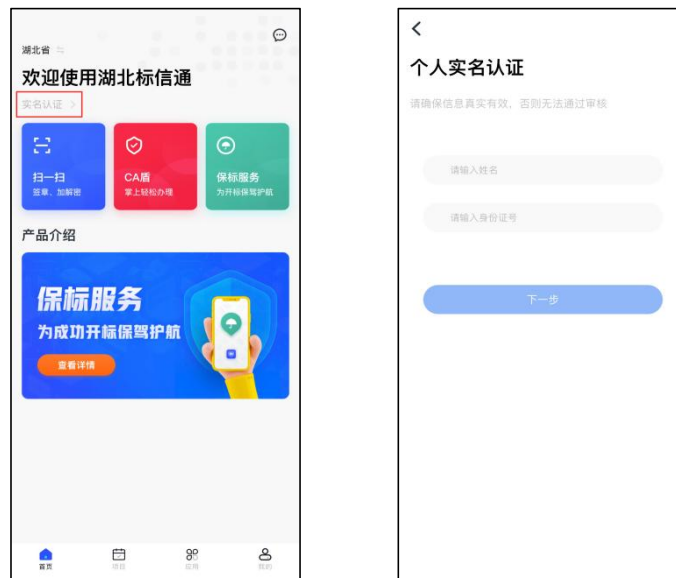 湖北省
欢迎使用湖北标信通
实名认证 >
扫一扫
签章、加解密
CA盾
掌上轻松办理
保标服务
为开标保驾护航
产品介绍
保标服务
为成功开标保驾护航
查看详情
首页
项目
应用
我的
个人实名认证
请确保信息真实有效，否则无法通过审核
请输入姓名
请输入身份证号
下一步